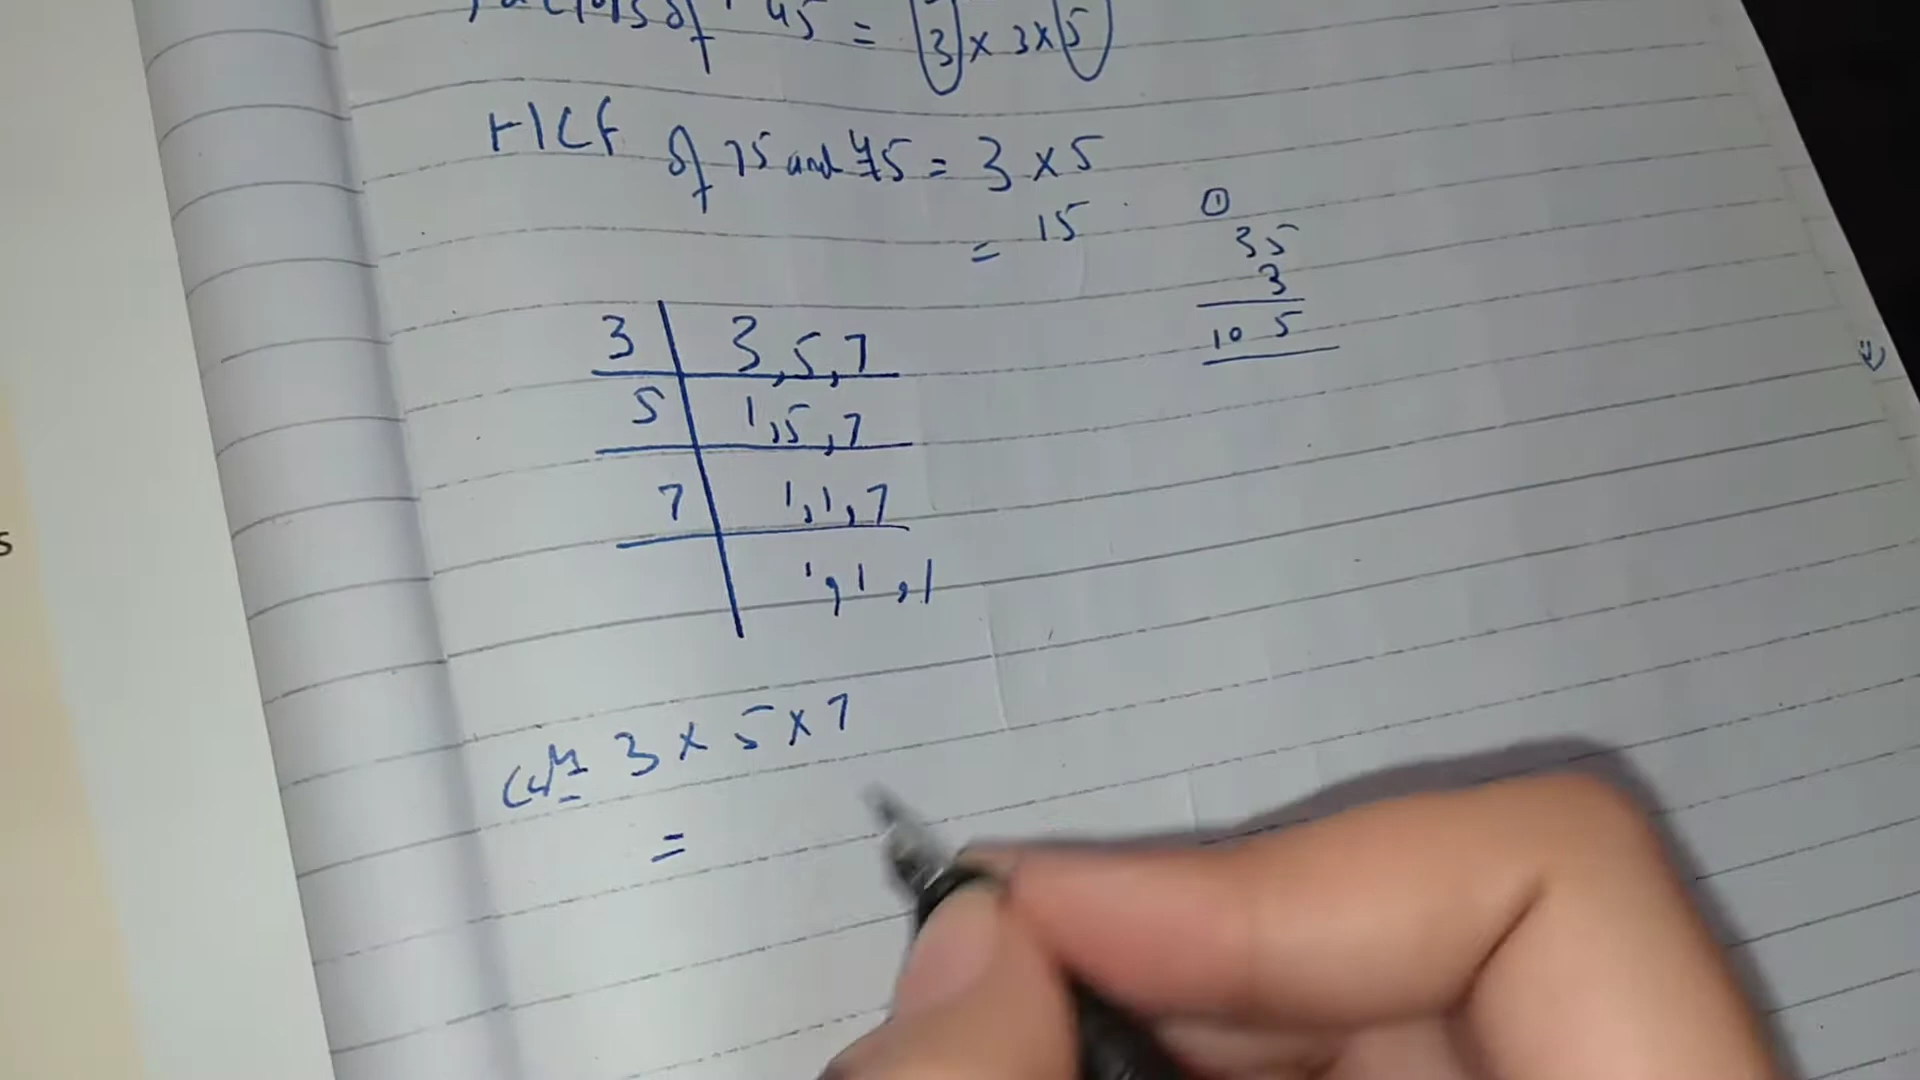 Factors of 45 = 3 x 3 x 5
HCF of 75 and 45 = 3 x 5
= 15
1
35
3
105
3 | 3,5,7
5 | 1,5,7
7 | 1,1,7
1,1,1
LCM 3 x 5 x 7
=
s